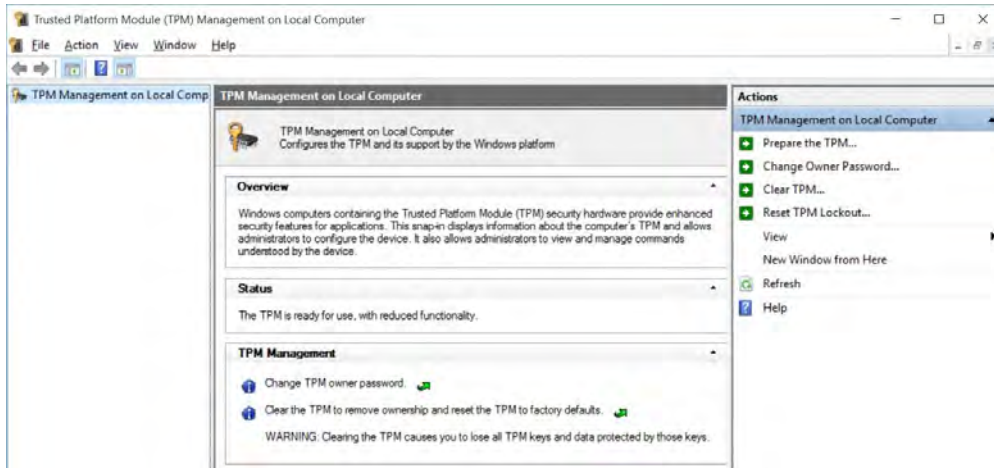 Trusted Platform Module (TPM) Management on Local Computer
File Action View Window Help
TPM Management on Local Comp
TPM Management on Local Computer
TPM Management on Local Computer
Configures the TPM and its support by the Windows platform
Overview
Windows computers containing the Trusted Platform Module (TPM) security hardware provide enhanced
security features for applications. This snap-in displays information about the computer's TPM and allows
administrators to configure the device. It also allows administrators to view and manage commands
understood by the device.
Status
The TPM is ready for use, with reduced functionality.
TPM Management
Change TPM owner password.
Clear the TPM to remove ownership and reset the TPM to factory defaults.
WARNING: Clearing the TPM causes you to lose all TPM keys and data protected by those keys.
Actions
TPM Management on Local Computer
Prepare the TPM...
Change Owner Password...
Clear TPM...
Reset TPM Lockout...
View
New Window from Here
Refresh
Help